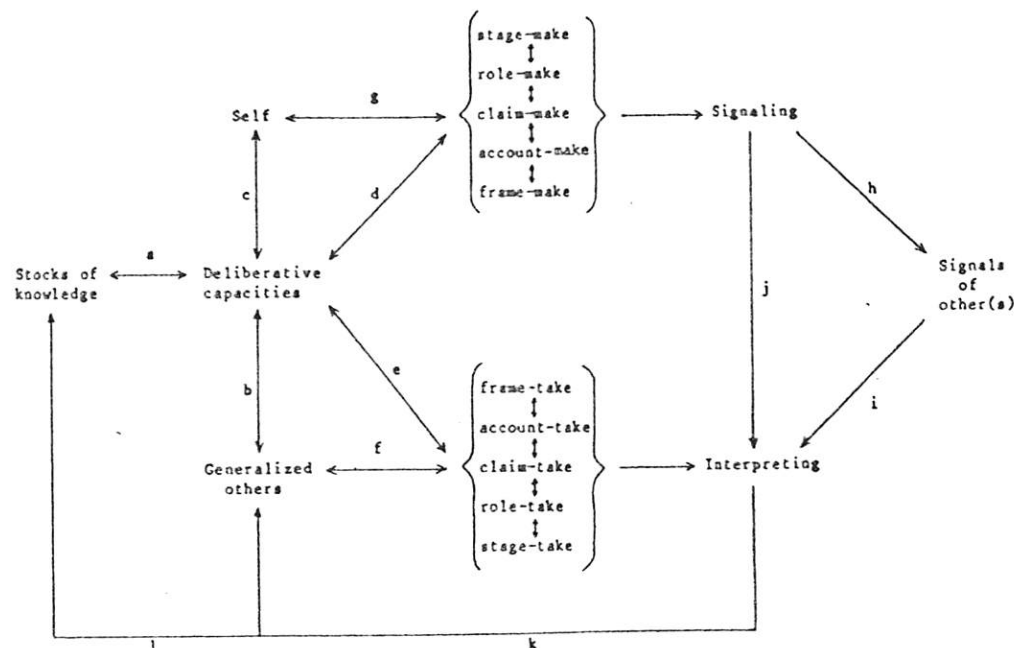 stage-make
role-make
g
Self
claim-make
Signaling
account-make
d
h
c
frame-make
a
Stocks of
knowledge
Deliberative
capacities
Signals
of
other(s)
j
e
b
frame-take
i
account-take
f
Generalized
others
claim-take
Interpreting
role-take
stage-take
k